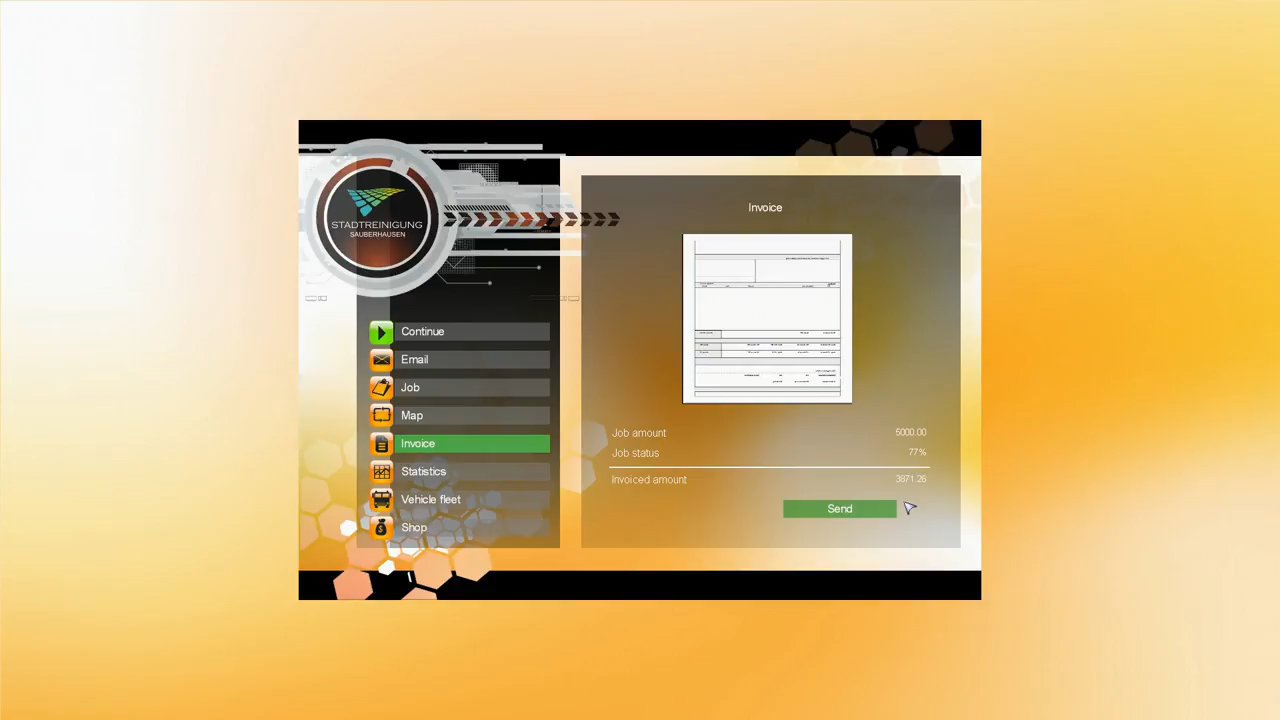 STADTREINIGUNG
SAUBERHAUSEN
Continue
Email
Job
Map
Invoice
Statistics
Vehicle fleet
Shop
Invoice
Job amount 5000.00
Job status 77%
Invoiced amount 3871.26
Send